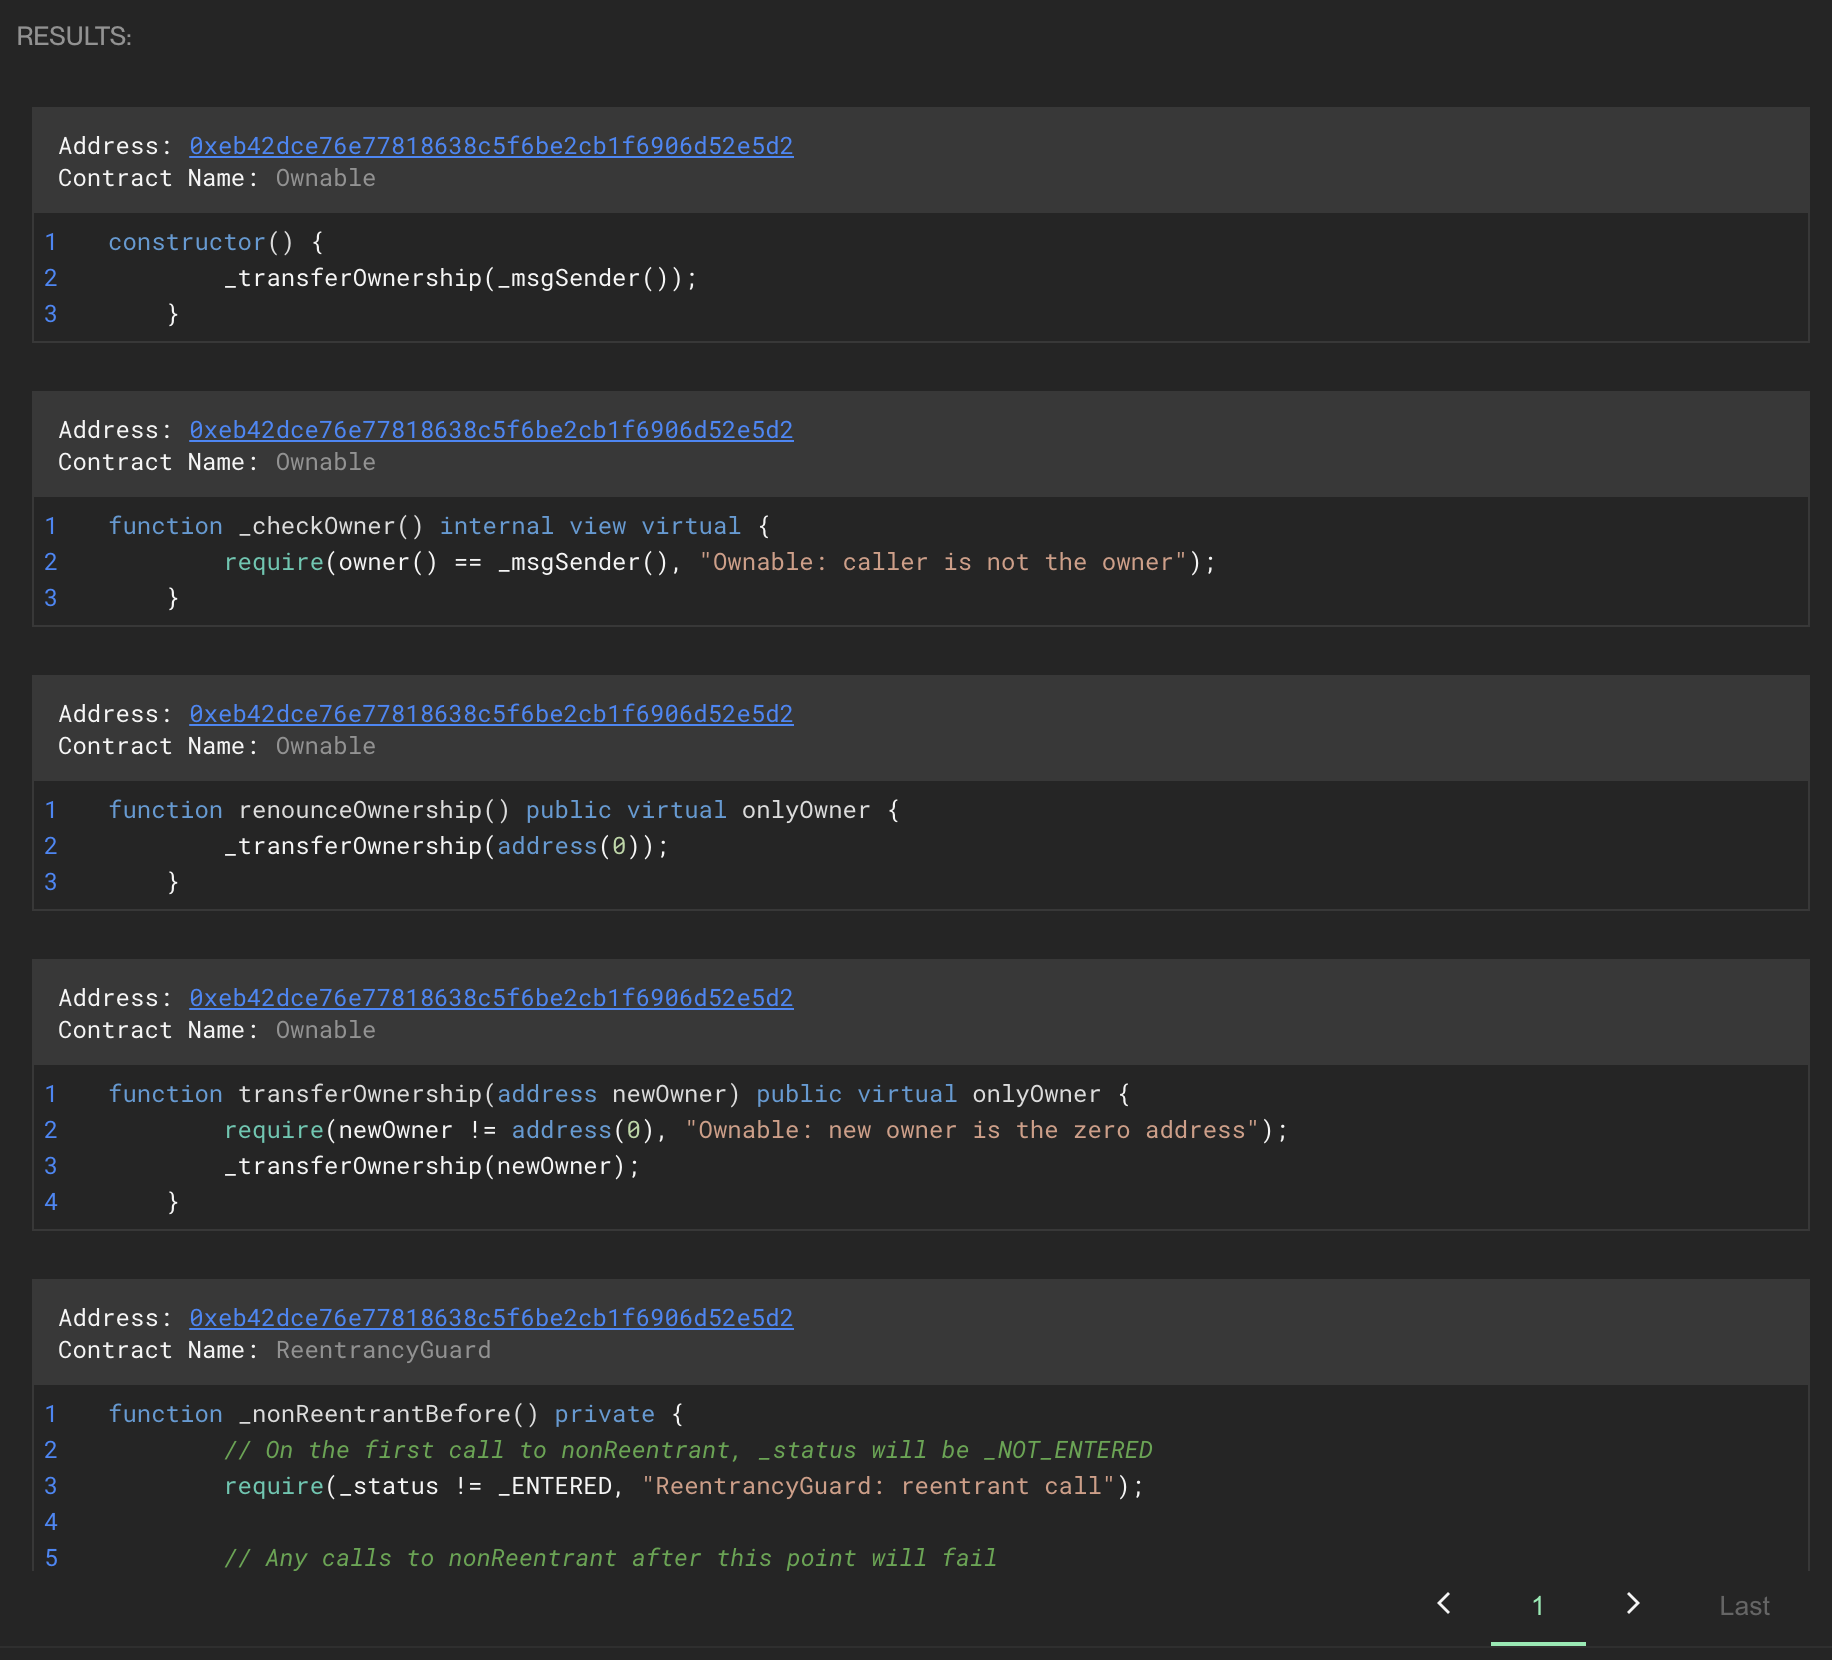 RESULTS:
Address: 0xeb42dce76e77818638c5f6be2cb1f6906d52e5d2
Contract Name: Ownable
1 constructor() {
2 _transferOwnership(_msgSender());
3 }
Address: 0xeb42dce76e77818638c5f6be2cb1f6906d52e5d2
Contract Name: Ownable
1 function _checkOwner() internal view virtual {
2 require(owner() == _msgSender(), "Ownable: caller is not the owner");
3 }
Address: 0xeb42dce76e77818638c5f6be2cb1f6906d52e5d2
Contract Name: Ownable
1 function renounceOwnership() public virtual onlyOwner {
2 _transferOwnership(address(0));
3 }
Address: 0xeb42dce76e77818638c5f6be2cb1f6906d52e5d2
Contract Name: Ownable
1 function transferOwnership(address newOwner) public virtual onlyOwner {
2 require(newOwner != address(0), "Ownable: new owner is the zero address");
3 _transferOwnership(newOwner);
4 }
Address: 0xeb42dce76e77818638c5f6be2cb1f6906d52e5d2
Contract Name: ReentrancyGuard
1 function _nonReentrantBefore() private {
2 // On the first call to nonReentrant, _status will be _NOT_ENTERED
3 require(_status != _ENTERED, "ReentrancyGuard: reentrant call");
4
5 // Any calls to nonReentrant after this point will fail
1 Last